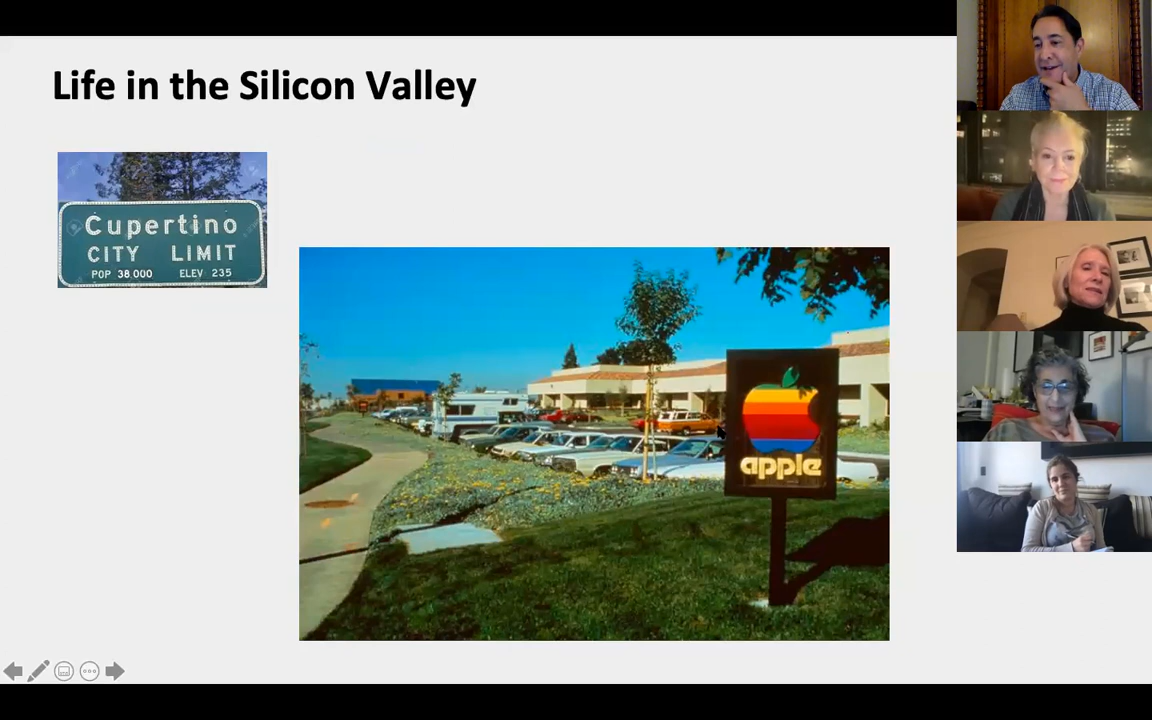 Life in the Silicon Valley
Cupertino
CITY LIMIT
POP 38 000 ELEV 235
apple